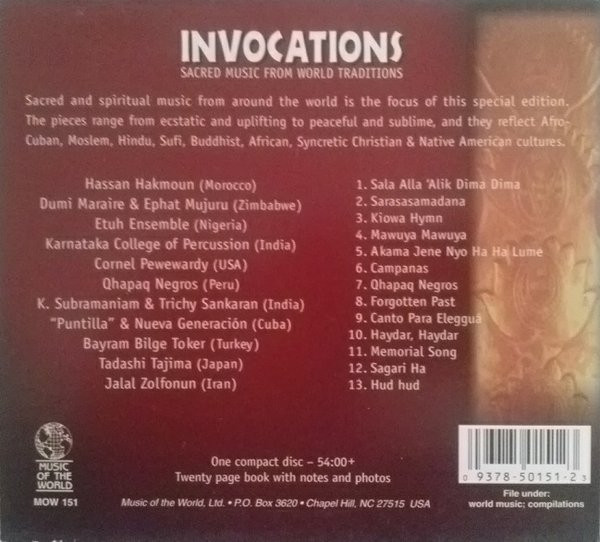 INVOCATIONS
SACRED MUSIC FROM WORLD TRADITIONS
Sacred and spiritual music from around the world is the focus of this special edition.
The pieces range from ecstatic and uplifting to peaceful and sublime, and they reflect Afro-
Cuban, Moslem, Hindu, Sufi, Buddhist, African, Syncretic Christian & Native American cultures.
Hassan Hakmoun (Morocco)
Dumi Maraire & Ephat Mujuru (Zimbabwe)
Etuh Ensemble (Nigeria)
Karnataka College of Percussion (India)
Cornel Pewewardy (USA)
Qhapaq Negros (Peru)
K. Subramaniam & Trichy Sankaran (India)
"Puntilla" & Nueva Generación (Cuba)
Bayram Bilge Toker (Turkey)
Tadashi Tajima (Japan)
Jalal Zolfonun (Iran)
1. Sala Alla 'Alik Dima Dima
2. Sarasasamadana
3. Kiowa Hymn
4. Mawuya Mawuya
5. Akama Jene Nyo Ha Ha Lume
6. Campanas
7. Qhapaq Negros
8. Forgotten Past
9. Canto Para Eleggua
10. Haydar, Haydar
11. Memorial Song
12. Sagari Ha
13. Hud hud
MUSIC
OF THE
WORLD
MOW 151
One compact disc – 54:00+
Twenty page book with notes and photos
Music of the World, Ltd. • P.O. Box 3620 • Chapel Hill, NC 27515 USA
0 9378-50151-2 3
File under:
world music; compilations